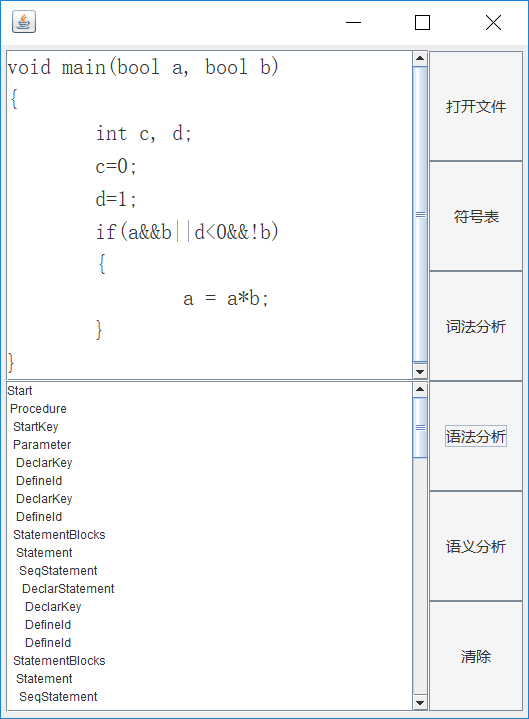 void main(bool a, bool b)
{
int c, d;
c=0;
d=1;
if(a&&b||d<0&&!b)
{
a = a*b;
}
}
Start
Procedure
StartKey
Parameter
DeclarKey
DefineId
DeclarKey
DefineId
StatementBlocks
Statement
SeqStatement
DeclarStatement
DeclarKey
DefineId
DefineId
StatementBlocks
Statement
SeqStatement
打开文件
符号表
词法分析
语法分析
语义分析
清除